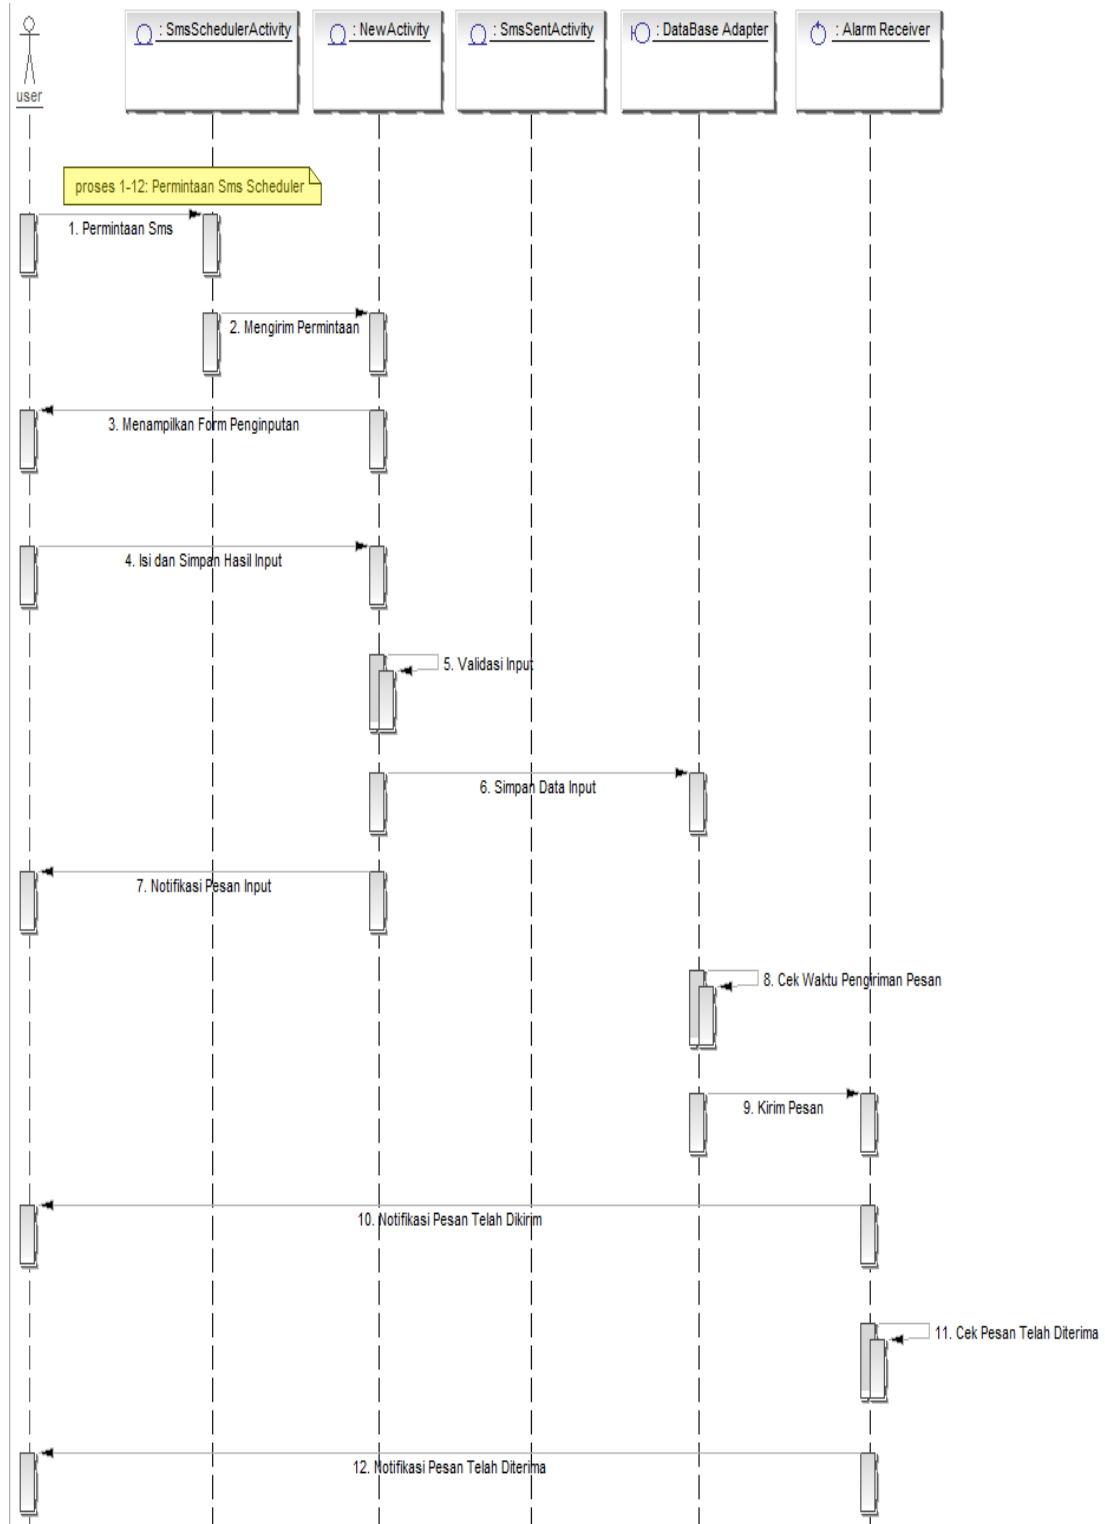 user
: SmsSchedulerActivity
: NewActivity
: SmsSentActivity
: DataBase Adapter
: Alarm Receiver
proses 1-12: Permintaan Sms Scheduler
1. Permintaan Sms
2. Mengirim Permintaan
3. Menampilkan Form Penginputan
4. Isi dan Simpan Hasil Input
5. Validasi Input
6. Simpan Data Input
7. Notifikasi Pesan Input
8. Cek Waktu Pengiriman Pesan
9. Kirim Pesan
10. Notifikasi Pesan Telah Dikirim
11. Cek Pesan Telah Diterima
12. Notifikasi Pesan Telah Diterima